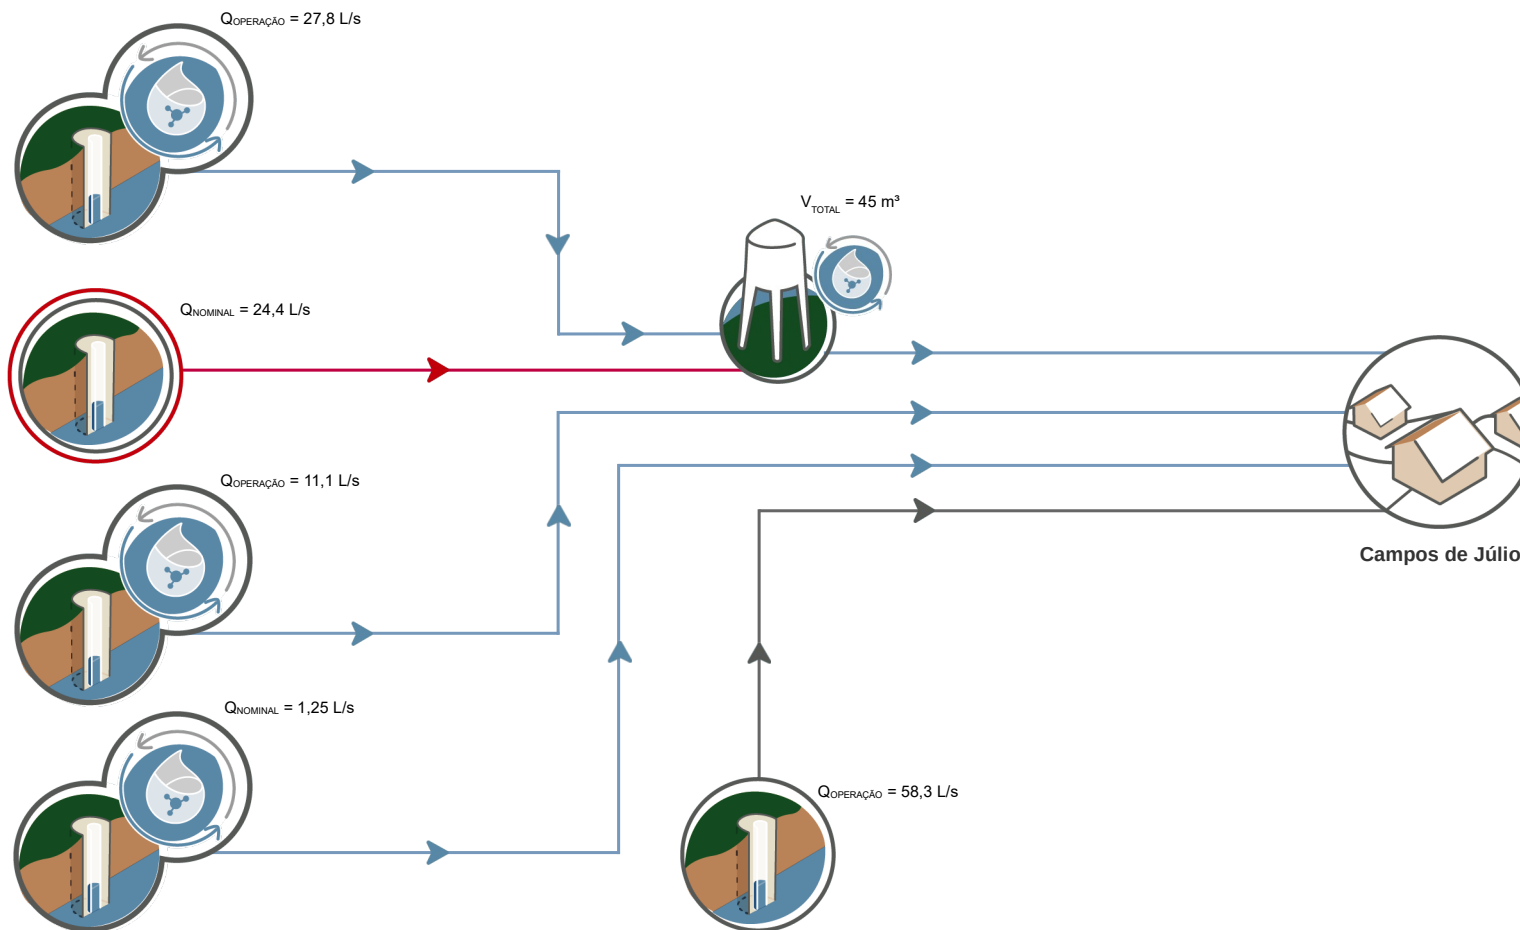 QOPERAÇÃO = 27,8 L/s
VTOTAL = 45 m³
QNOMINAL = 24,4 L/s
QOPERAÇÃO = 11,1 L/s
Campos de Júlio
QNOMINAL = 1,25 L/s
QOPERAÇÃO = 58,3 L/s